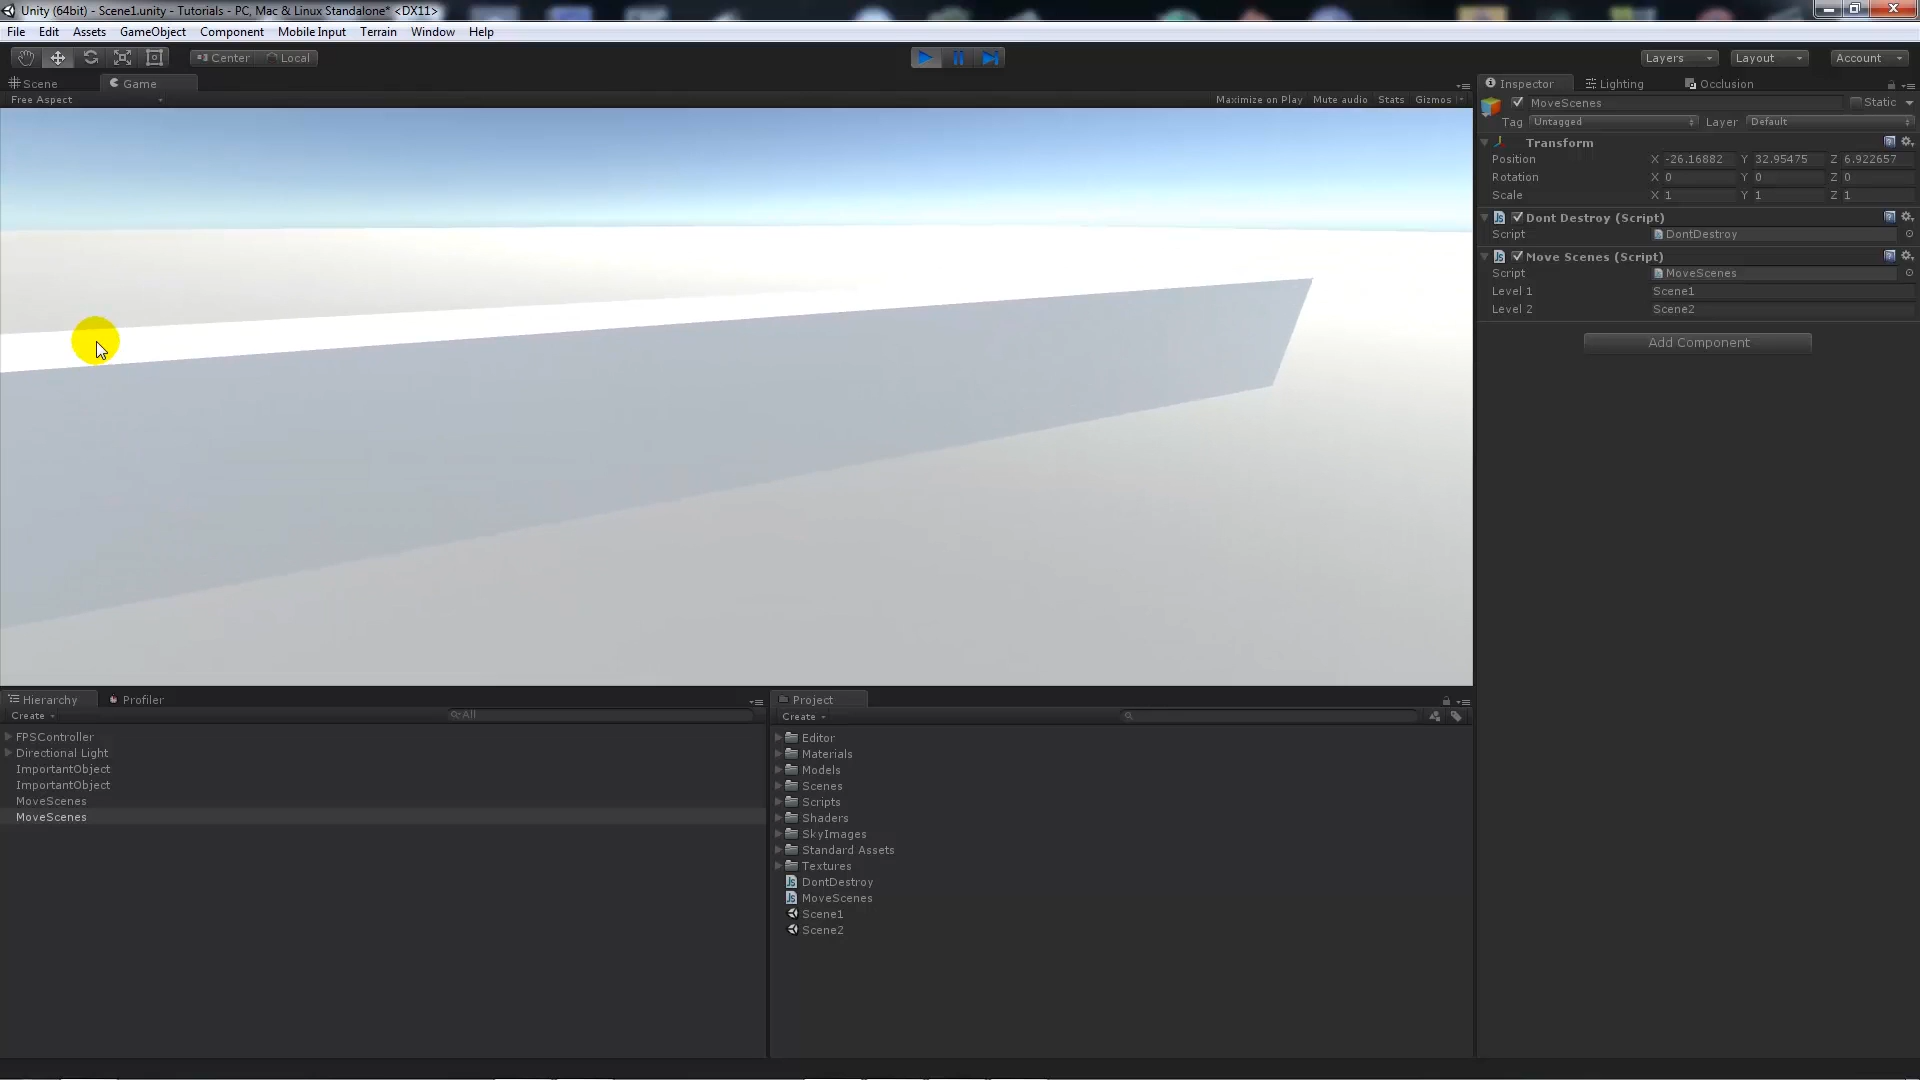 Unity (64bit) - Scene1.unity - Tutorials - PC, Mac & Linux Standalone* <DX11>
File Edit Assets GameObject Component Mobile Input Terrain Window Help
Center Local Layers Layout Account
Scene Game
Free Aspect Maximize on Play Mute audio Stats Gizmos
Inspector Lighting Occlusion
MoveScenes Static
Tag Untagged Layer Default
Transform
Position X -26.16882 Y 32.95475 Z 6.922657
Rotation X 0 Y 0 Z 0
Scale X 1 Y 1 Z 1
Dont Destroy (Script)
Script DontDestroy
Move Scenes (Script)
Script MoveScenes
Level 1 Scene1
Level 2 Scene2
Add Component
Hierarchy Profiler
Create All
FPSController
Directional Light
ImportantObject
ImportantObject
MoveScenes
MoveScenes
Project
Create
Editor
Materials
Models
Scenes
Scripts
Shaders
SkyImages
Standard Assets
Textures
DontDestroy
MoveScenes
Scene1
Scene2